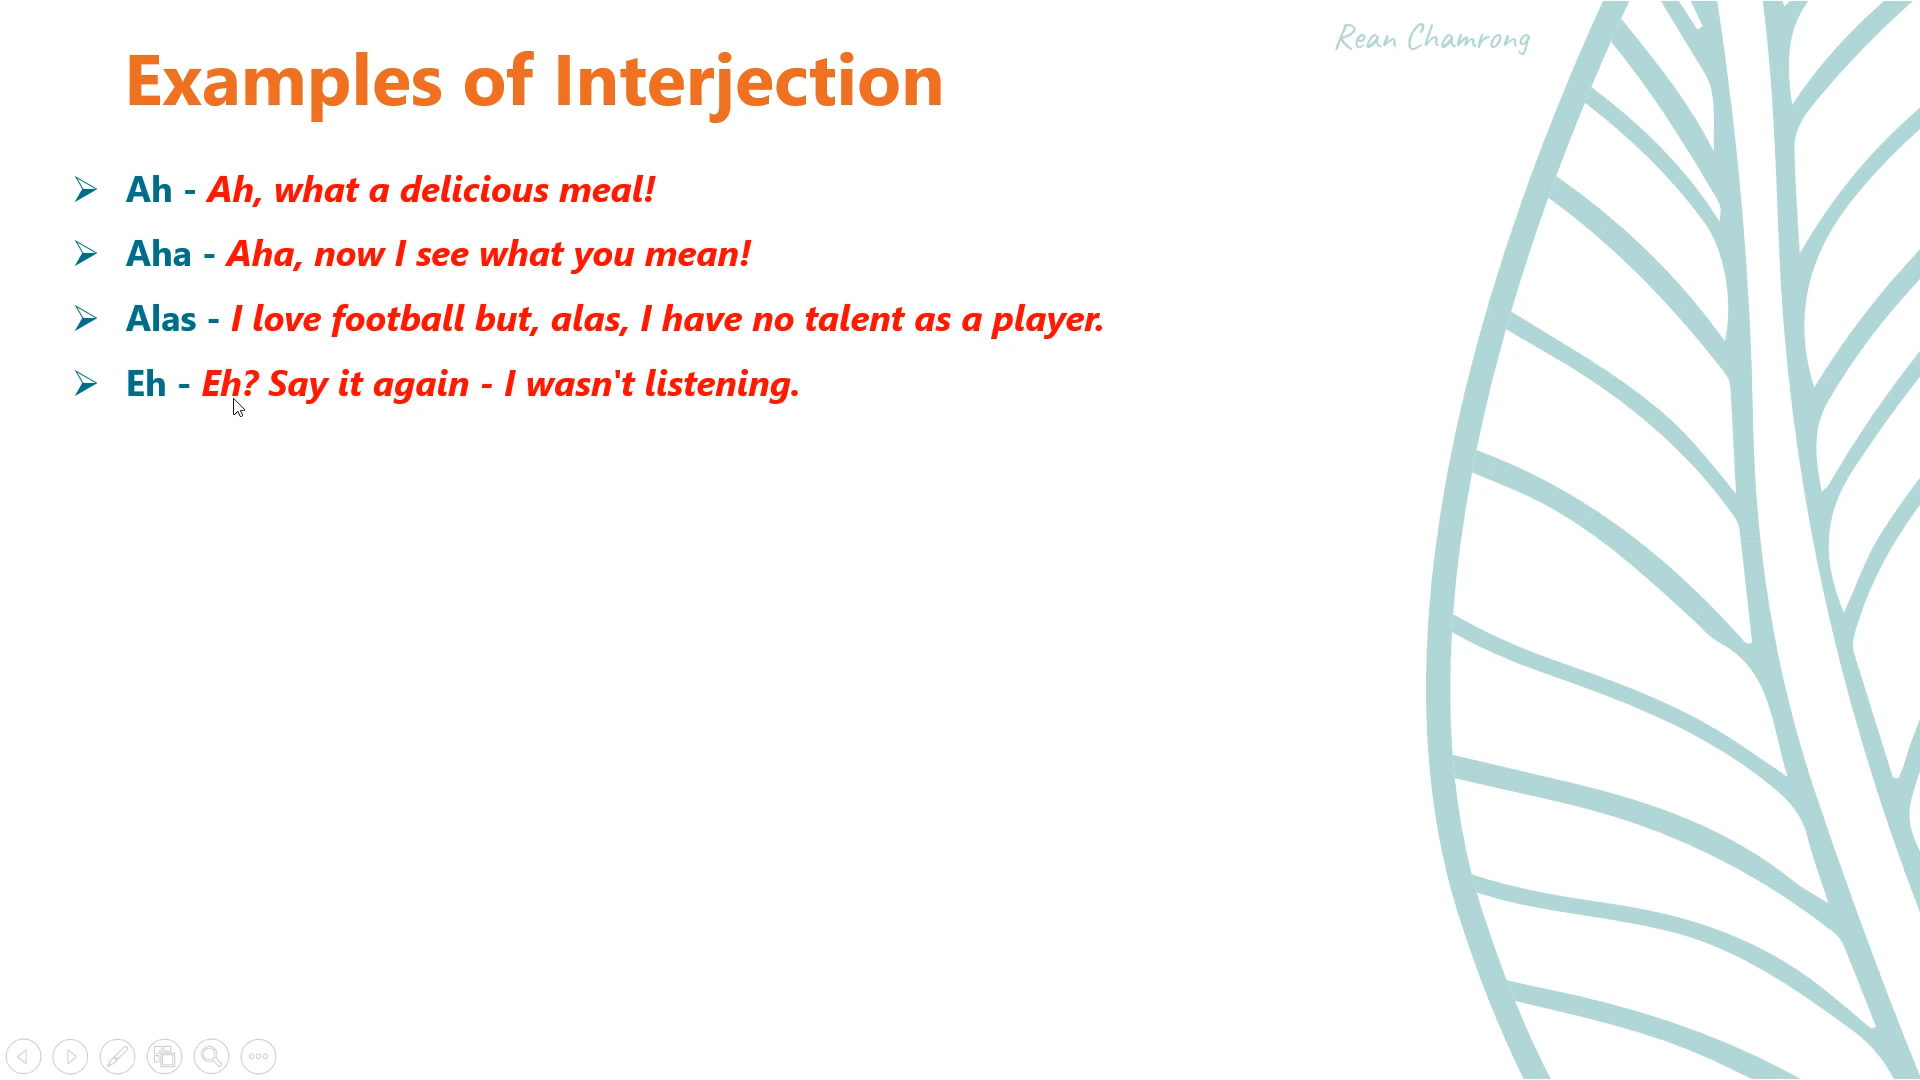 Rean Chamrong
Examples of Interjection
Ah - Ah, what a delicious meal!
Aha - Aha, now I see what you mean!
Alas - I love football but, alas, I have no talent as a player.
Eh - Eh? Say it again - I wasn't listening.